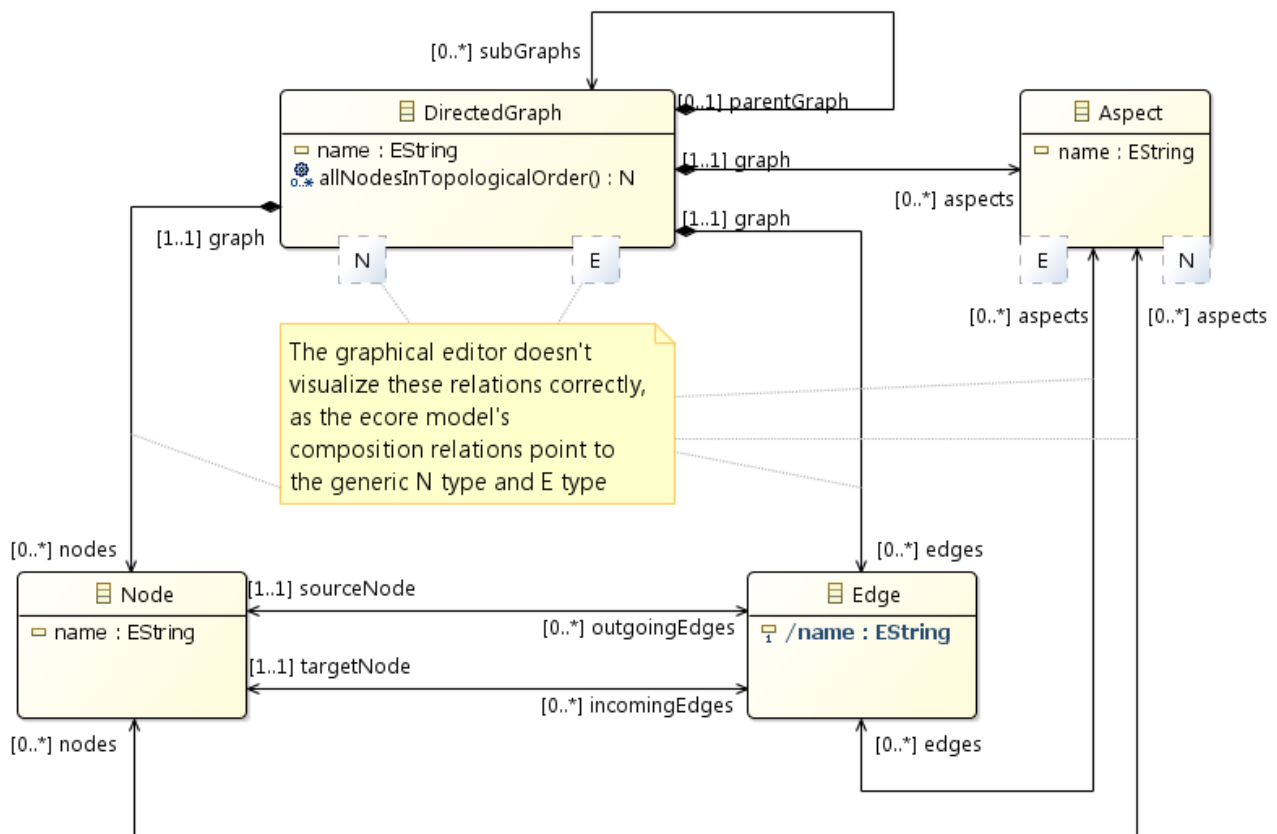 [0..*] subGraphs
DirectedGraph
[0..1] parentGraph
Aspect
name : EString
0..* allNodesInTopologicalOrder() : N
[1..1] graph
name : EString
[0..*] aspects
[1..1] graph
[1..1] graph
N
E
E
N
[0..*] aspects
[0..*] aspects
The graphical editor doesn't
visualize these relations correctly,
as the ecore model's
composition relations point to
the generic N type and E type
[0..*] nodes
[0..*] edges
Node
name : EString
[1..1] sourceNode
[0..*] outgoingEdges
[1..1] targetNode
[0..*] incomingEdges
Edge
1 /name : EString
[0..*] nodes
[0..*] edges